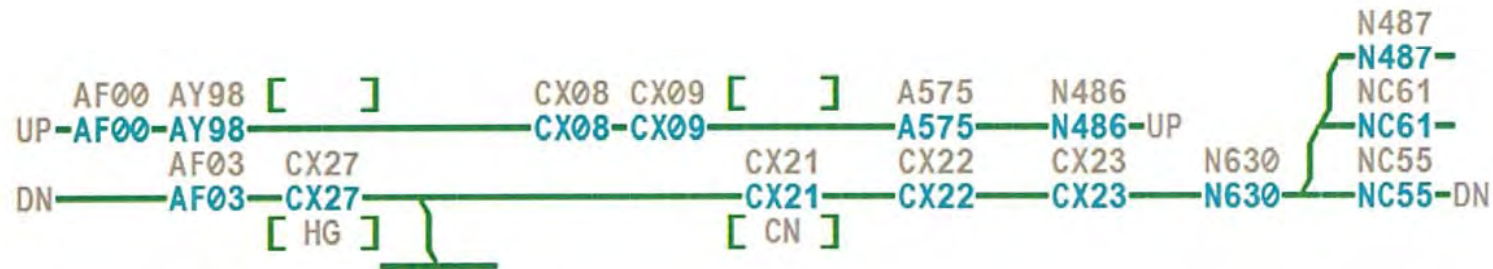 N487
N487
AF00 AY98 [ ] CX08 CX09 [ ] A575 N486 NC61
UP AF00 AY98 CX08 CX09 A575 N486 UP NC61
AF03 CX27 CX21 CX22 CX23 N630 NC55
DN AF03 CX27 CX21 CX22 CX23 N630 NC55 DN
[ HG ] [ CN ]